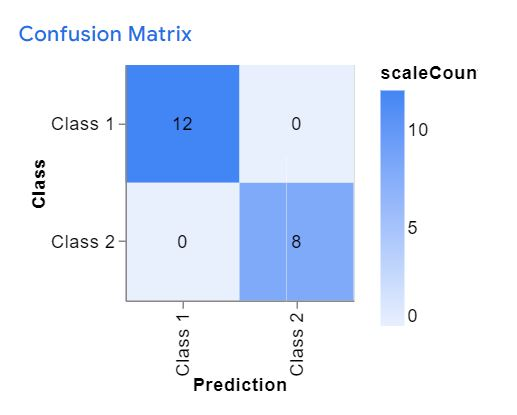 Confusion Matrix
scaleCoun
Class 1
12
0
10
Class
5
Class 2
0
8
0
Class 1
Class 2
Prediction